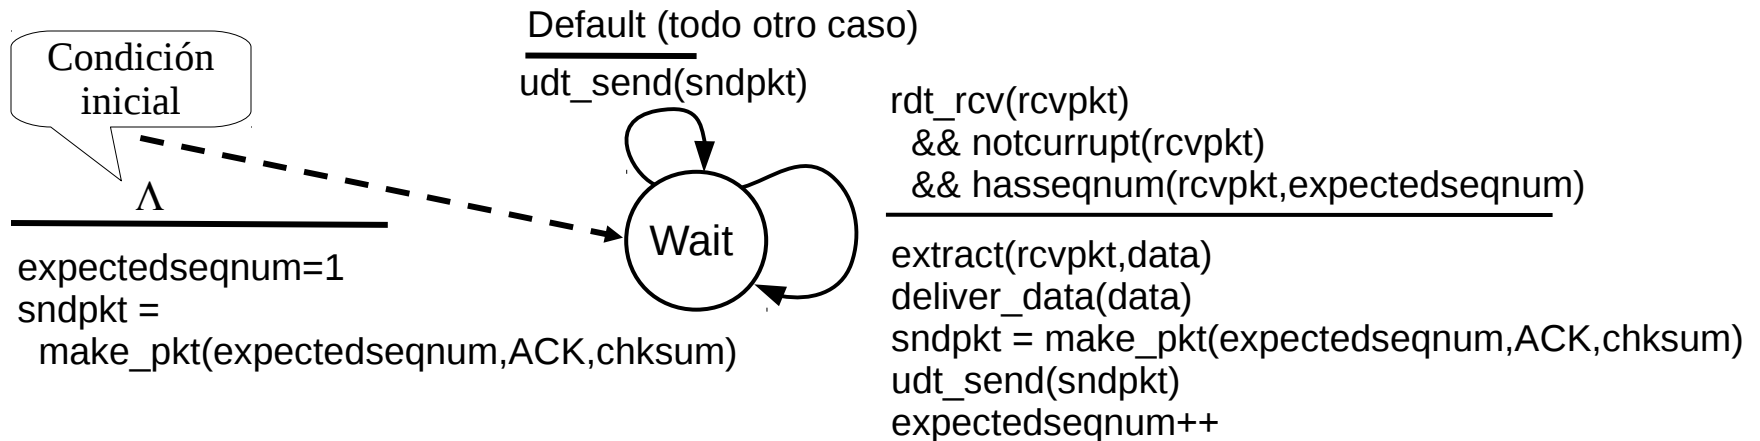 Condición
inicial
Λ
expectedseqnum=1
sndpkt =
make_pkt(expectedseqnum,ACK,chksum)
Default (todo otro caso)
udt_send(sndpkt)
Wait
rdt_rcv(rcvpkt)
&& notcurrupt(rcvpkt)
&& hasseqnum(rcvpkt,expectedseqnum)
extract(rcvpkt,data)
deliver_data(data)
sndpkt = make_pkt(expectedseqnum,ACK,chksum)
udt_send(sndpkt)
expectedseqnum++